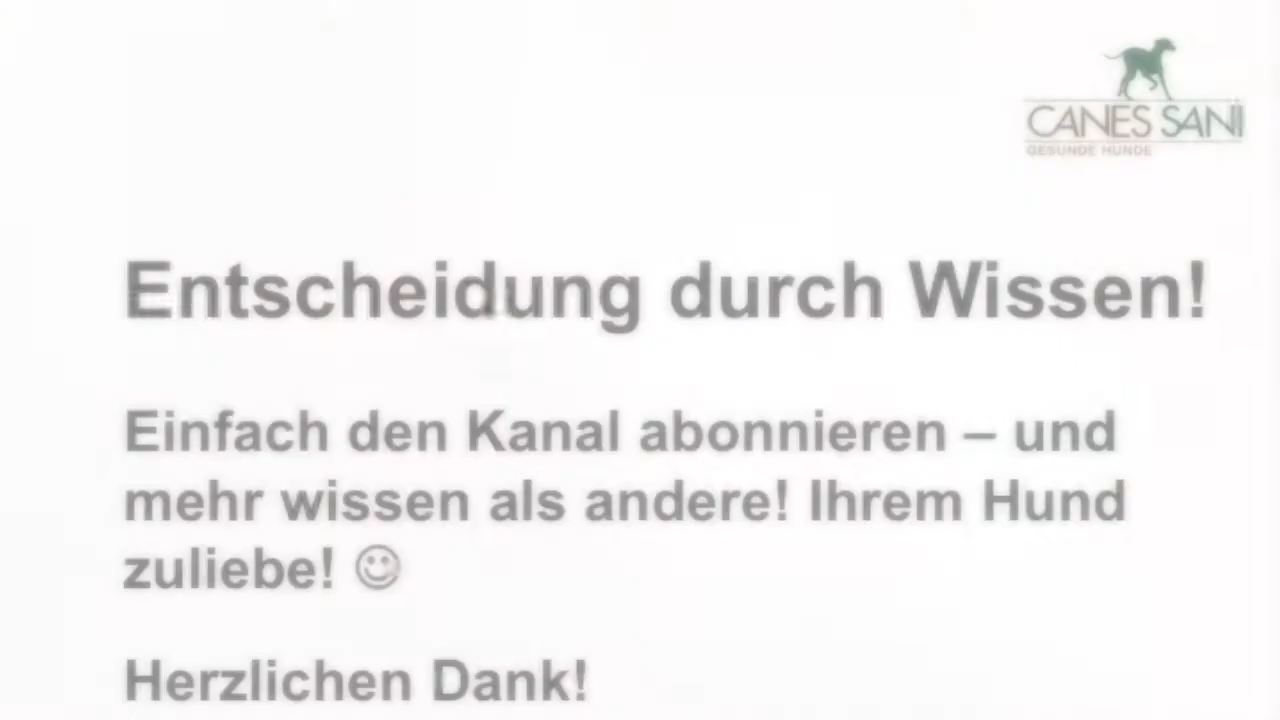 CANES SANI
GESUNDE HUNDE
Entscheidung durch Wissen!
Einfach den Kanal abonnieren – und
mehr wissen als andere! Ihrem Hund
zuliebe! ☺
Herzlichen Dank!